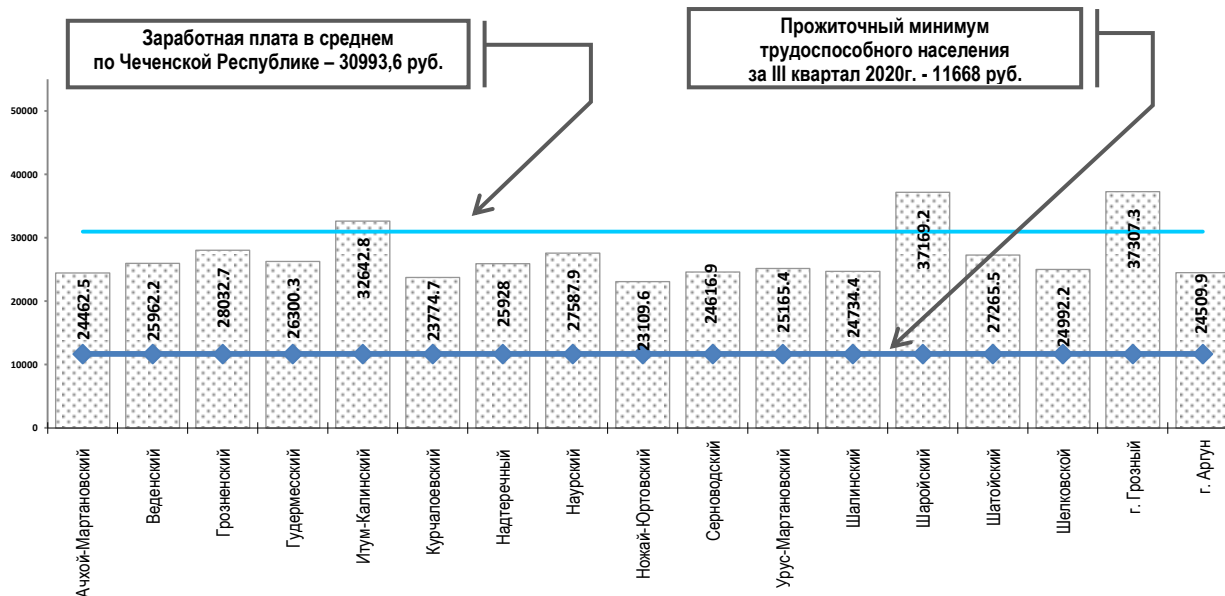 Заработная плата в среднем
по Чеченской Республике – 30993,6 руб.
Прожиточный минимум
трудоспособного населения
за III квартал 2020г. - 11668 руб.
50000
40000
30000
20000
10000
0
24462.5
25962.2
28032.7
26300.3
32642.8
23774.7
25928
27587.9
23109.6
24616.9
25165.4
24734.4
37169.2
27265.5
24992.2
37307.3
24509.9
Ачхой-Мартановский
Веденский
Грозненский
Гудермесский
Итум-Калинский
Курчалоевский
Надтеречный
Наурский
Ножай-Юртовский
Серноводский
Урус-Мартановский
Шалинский
Шаройский
Шатойский
Шелковской
г. Грозный
г. Аргун